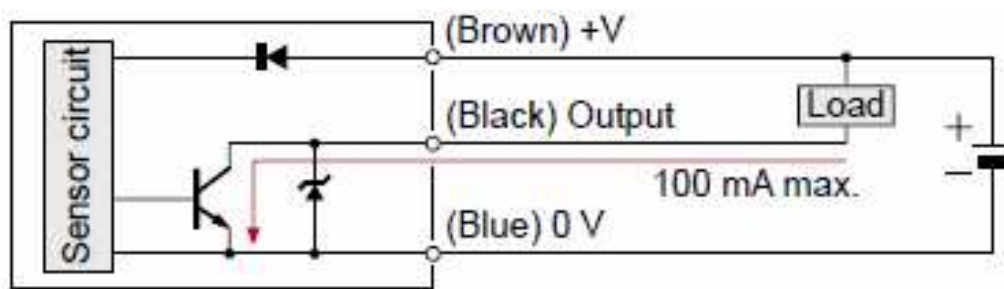 Sensor circuit
(Brown) +V
(Black) Output
Load
+
−
100 mA max.
(Blue) 0 V